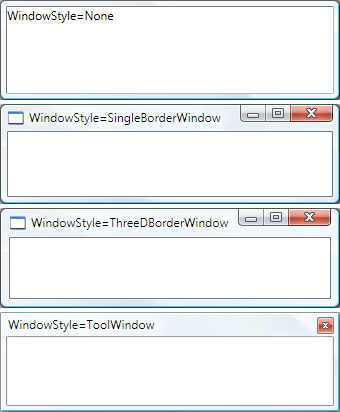 WindowStyle=None
WindowStyle=SingleBorderWindow
WindowStyle=ThreeDBorderWindow
WindowStyle=ToolWindow